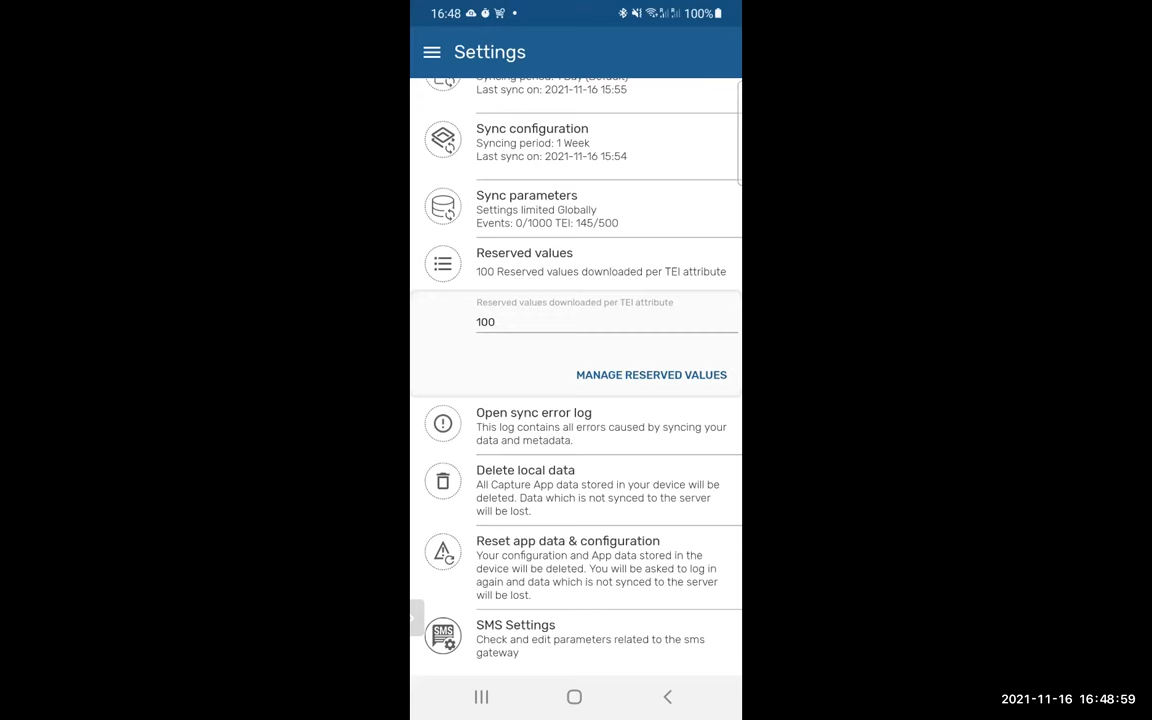 16:48
100%
Settings
Syncing period: 1 Day (Default)
Last sync on: 2021-11-16 15:55
Sync configuration
Syncing period: 1 Week
Last sync on: 2021-11-16 15:54
Sync parameters
Settings limited Globally
Events: 0/1000 TEI: 145/500
Reserved values
100 Reserved values downloaded per TEI attribute
Reserved values downloaded per TEI attribute
100
MANAGE RESERVED VALUES
Open sync error log
This log contains all errors caused by syncing your
data and metadata.
Delete local data
All Capture App data stored in your device will be
deleted. Data which is not synced to the server
will be lost.
Reset app data & configuration
Your configuration and App data stored in the
device will be deleted. You will be asked to log in
again and data which is not synced to the server
will be lost.
SMS
SMS Settings
Check and edit parameters related to the sms
gateway
2021-11-16 16:48:59